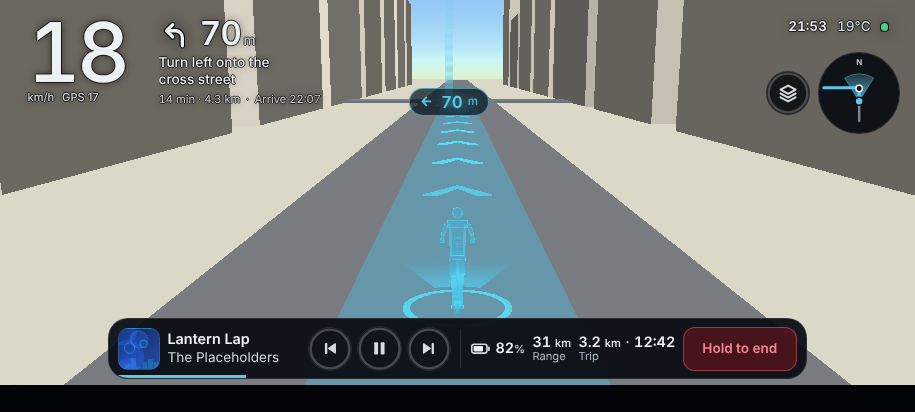 18
km/h GPS 17
70 m
Turn left onto the
cross street
14 min · 4.3 km · Arrive 22:07
70 m
21:53 19°C
N
Lantern Lap
The Placeholders
82%
31 km
Range
3.2 km · 12:42
Trip
Hold to end